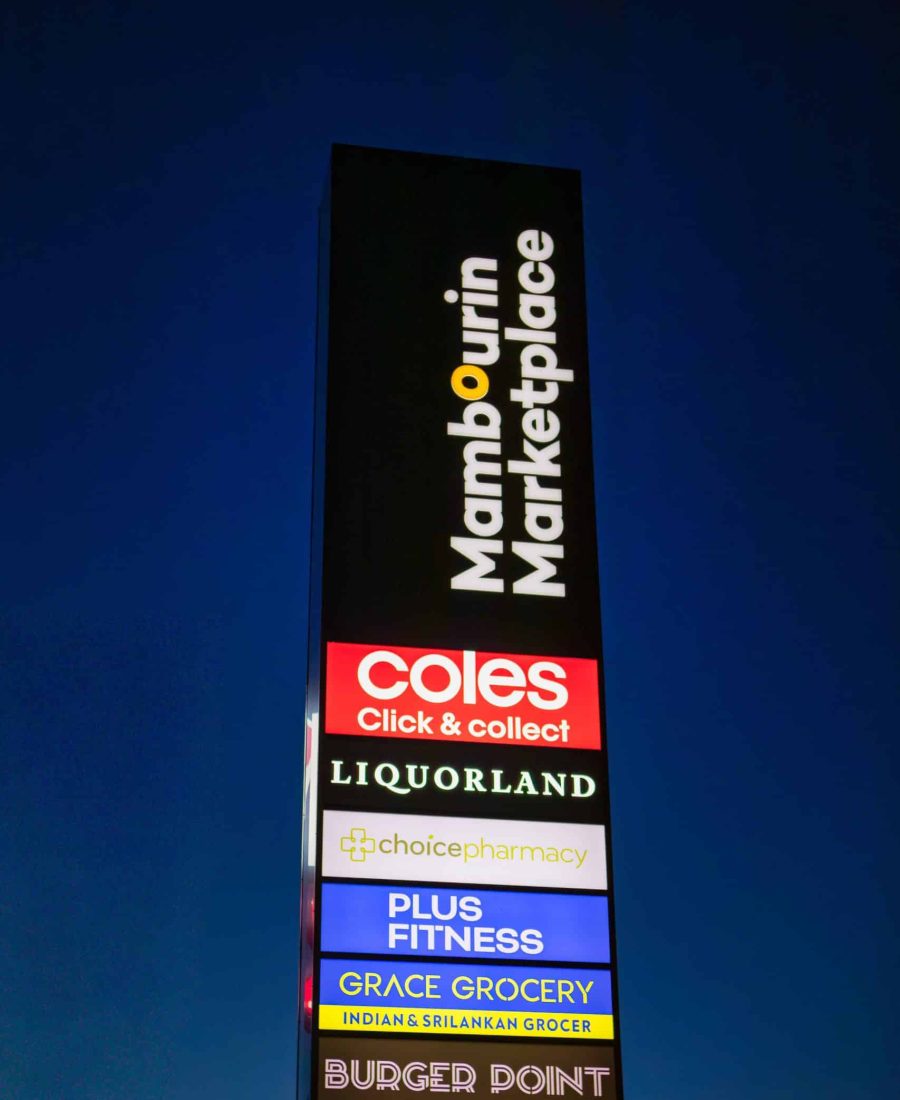 Mambourin
Marketplace
coles
Click & collect
LIQUORLAND
choicepharmacy
PLUS
FITNESS
GRACE GROCERY
INDIAN & SRILANKAN GROCER
BURGER POINT